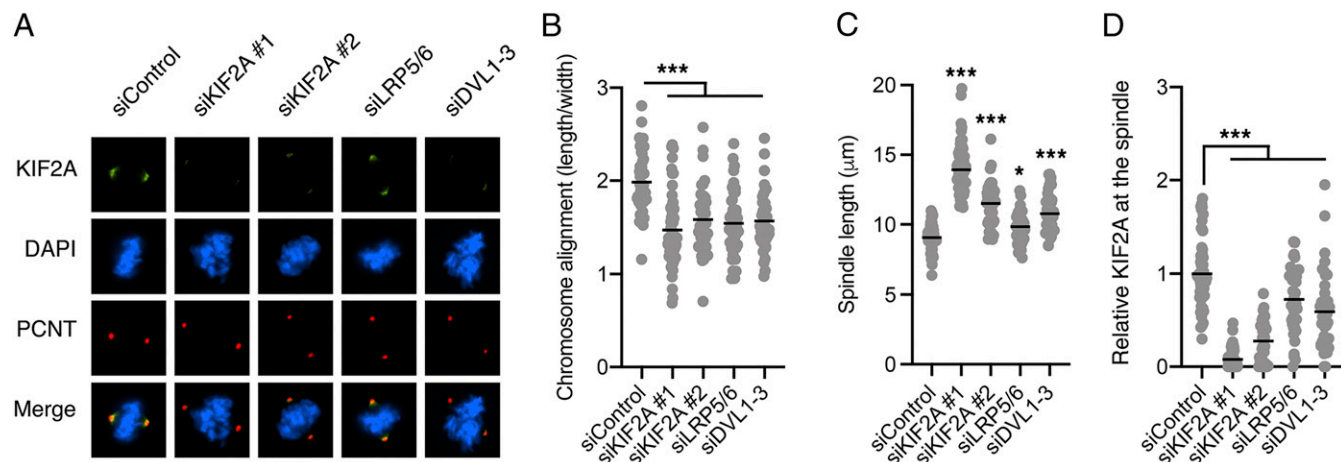 A
siControl
siKIF2A #1
siKIF2A #2
siLRP5/6
siDVL1-3
KIF2A
DAPI
PCNT
Merge
B
Chromosome alignment (length/width)
3
2
1
0
***
siControl
siKIF2A #1
siKIF2A #2
siLRP5/6
siDVL1-3
C
Spindle length (μm)
20
15
10
5
0
***
***
*
***
siControl
siKIF2A #1
siKIF2A #2
siLRP5/6
siDVL1-3
D
Relative KIF2A at the spindle
3
2
1
0
***
siControl
siKIF2A #1
siKIF2A #2
siLRP5/6
siDVL1-3